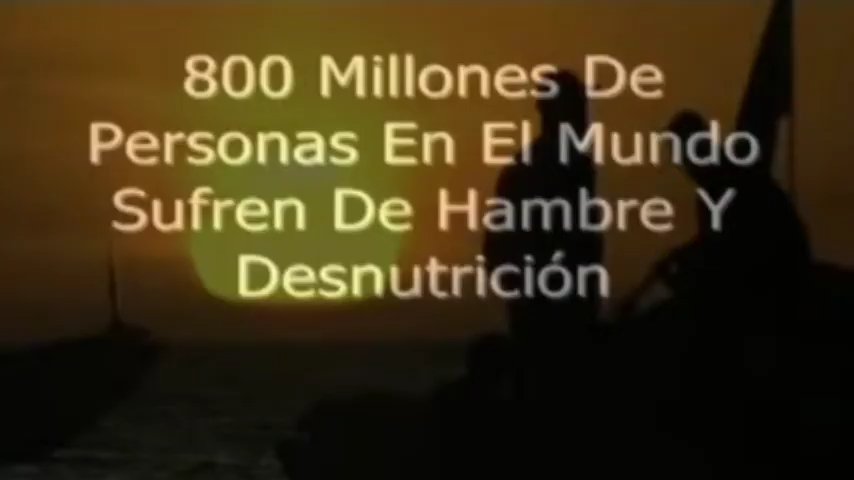 800 Millones De
Personas En El Mundo
Sufren De Hambre Y
Desnutrición